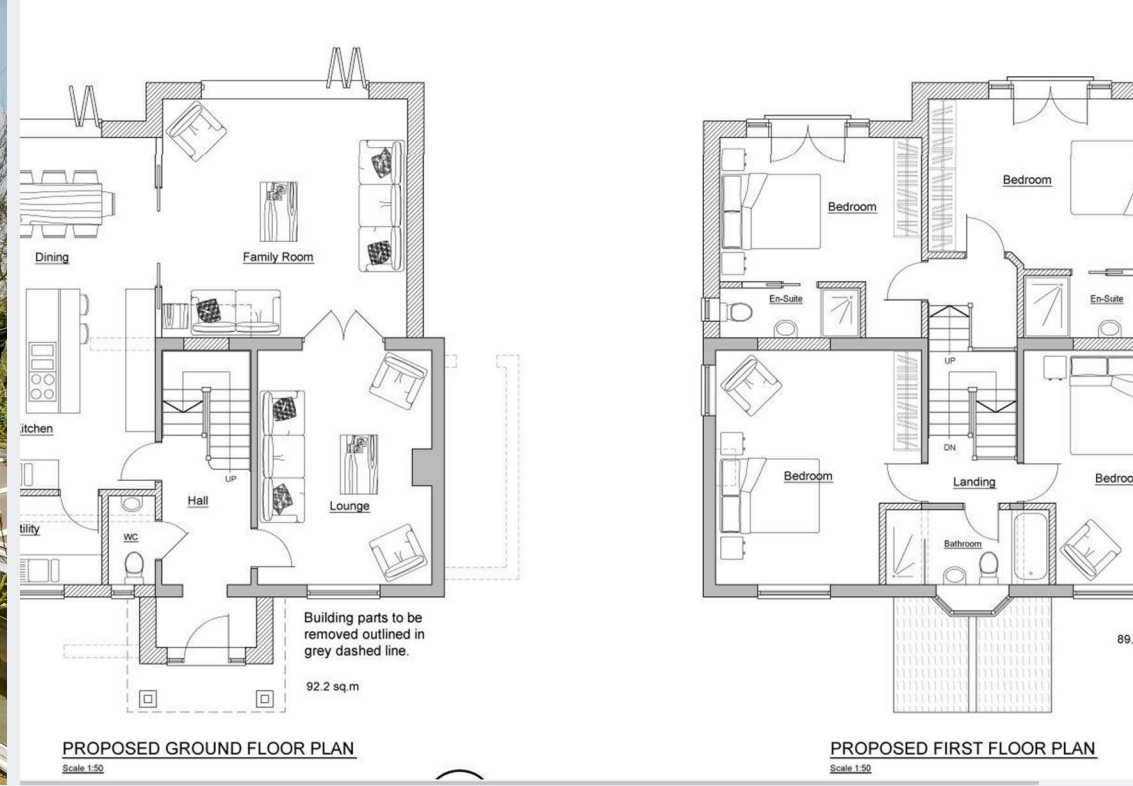 Dining
Family Room
itchen
UP
Hall
Lounge
tility
WC
Building parts to be
removed outlined in
grey dashed line.
92.2 sq.m
PROPOSED GROUND FLOOR PLAN
Scale 1:50
Bedroom
Bedroom
En-Suite
En-Suite
UP
DN
Bedroom
Landing
Bedroo
Bathroom
89.
PROPOSED FIRST FLOOR PLAN
Scale 1:50